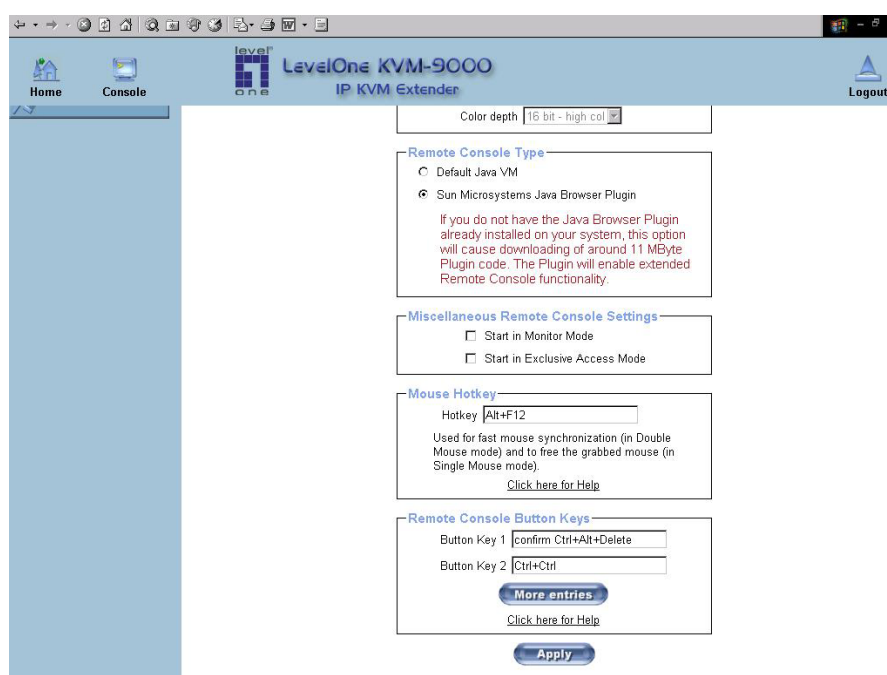 level
one
LevelOne KVM-9000
IP KVM Extender
Home
Console
Logout
Color depth 16 bit - high col
Remote Console Type
Default Java VM
Sun Microsystems Java Browser Plugin
If you do not have the Java Browser Plugin
already installed on your system, this option
will cause downloading of around 11 MByte
Plugin code. The Plugin will enable extended
Remote Console functionality.
Miscellaneous Remote Console Settings
Start in Monitor Mode
Start in Exclusive Access Mode
Mouse Hotkey
Hotkey Alt+F12
Used for fast mouse synchronization (in Double
Mouse mode) and to free the grabbed mouse (in
Single Mouse mode).
Click here for Help
Remote Console Button Keys
Button Key 1 confirm Ctrl+Alt+Delete
Button Key 2 Ctrl+Ctrl
More entries
Click here for Help
Apply